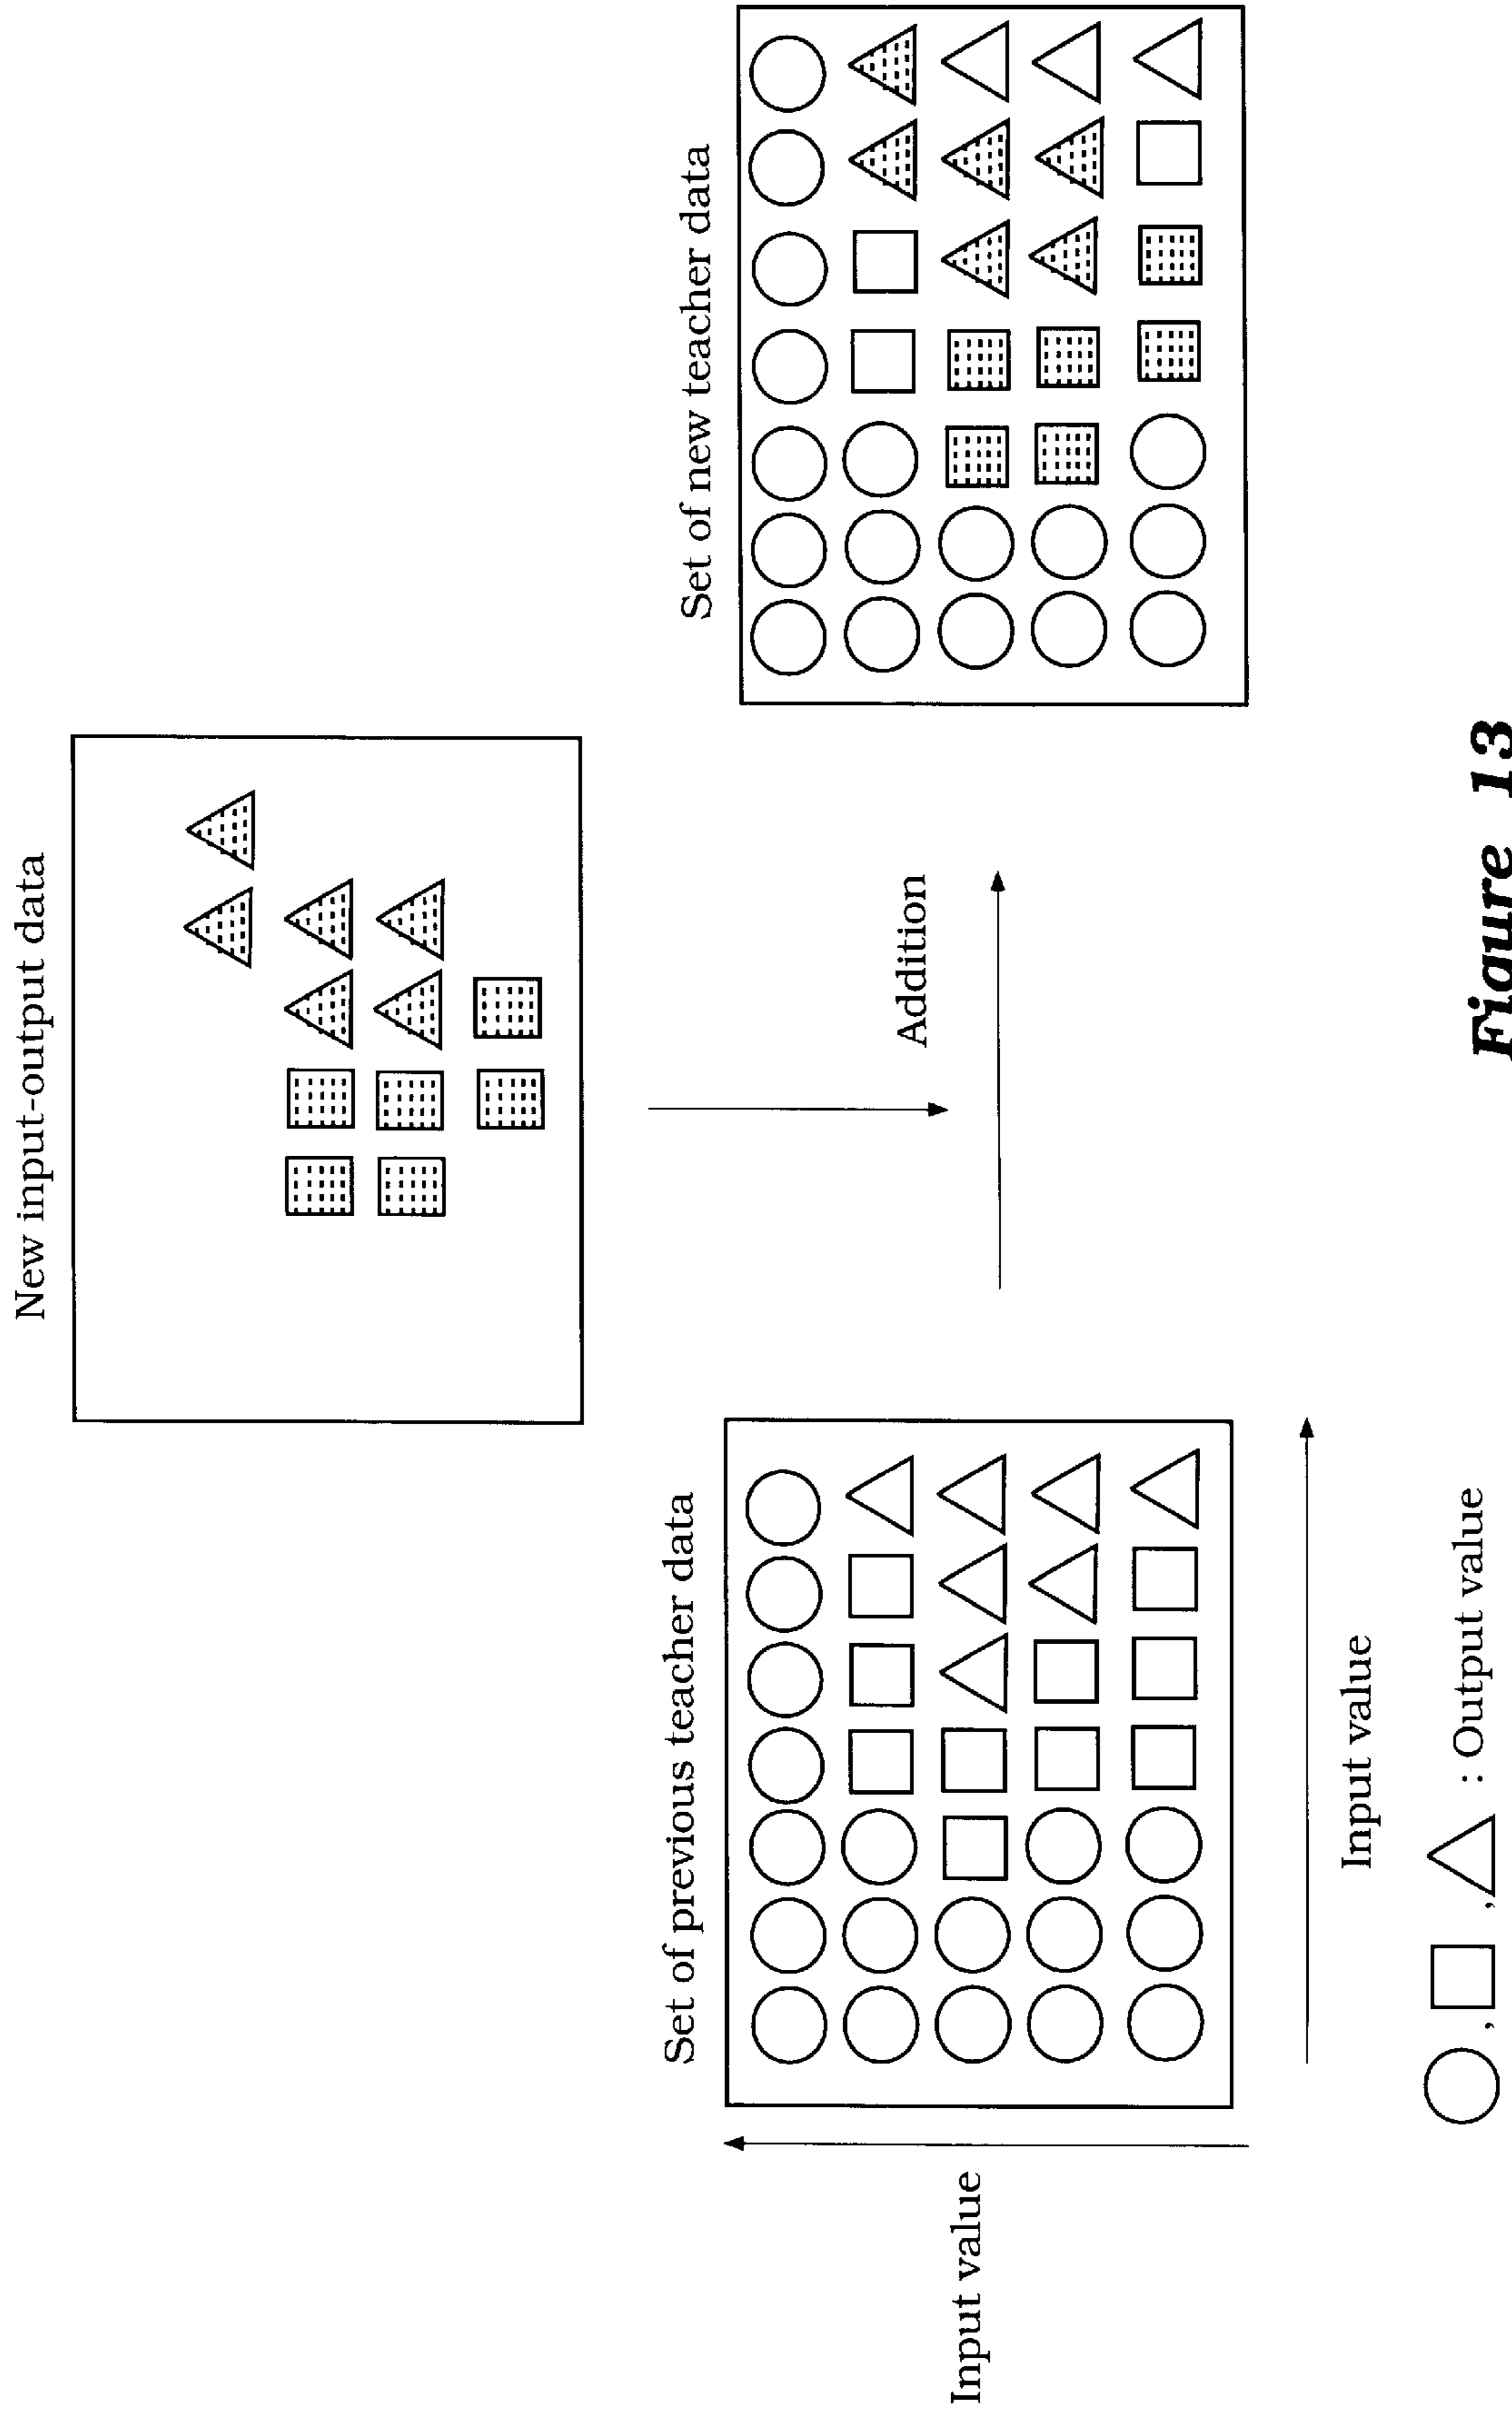 New input-output data
Set of previous teacher data
Addition
Set of new teacher data
Input value
Input value
, , : Output value
Figure 13